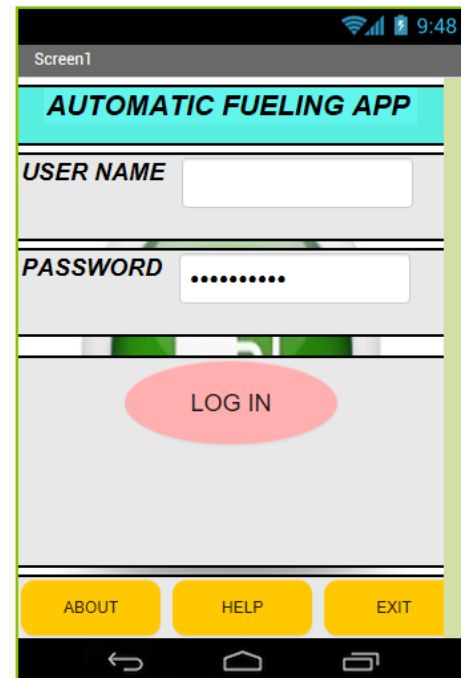 9:48
Screen1
AUTOMATIC FUELING APP
USER NAME
PASSWORD
••••••••••
LOG IN
ABOUT HELP EXIT